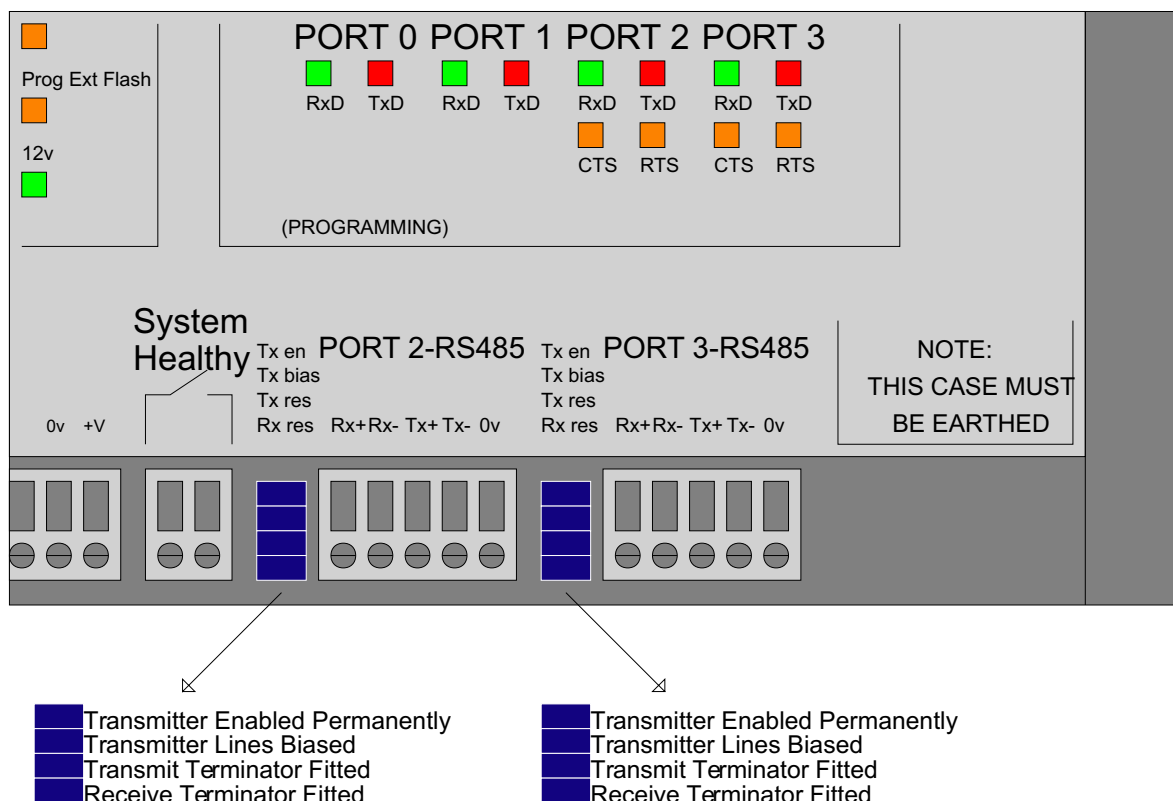 PORT 0 PORT 1 PORT 2 PORT 3
Prog Ext Flash
RxD TxD RxD TxD RxD TxD RxD TxD
12v
CTS RTS CTS RTS
(PROGRAMMING)
System
Healthy
Tx en PORT 2-RS485
Tx bias
Tx res
Rx res Rx+ Rx- Tx+ Tx- 0v
Tx en PORT 3-RS485
Tx bias
Tx res
Rx res Rx+ Rx- Tx+ Tx- 0v
NOTE:
THIS CASE MUST
BE EARTHED
0v +V
Transmitter Enabled Permanently
Transmitter Lines Biased
Transmit Terminator Fitted
Receive Terminator Fitted
Transmitter Enabled Permanently
Transmitter Lines Biased
Transmit Terminator Fitted
Receive Terminator Fitted